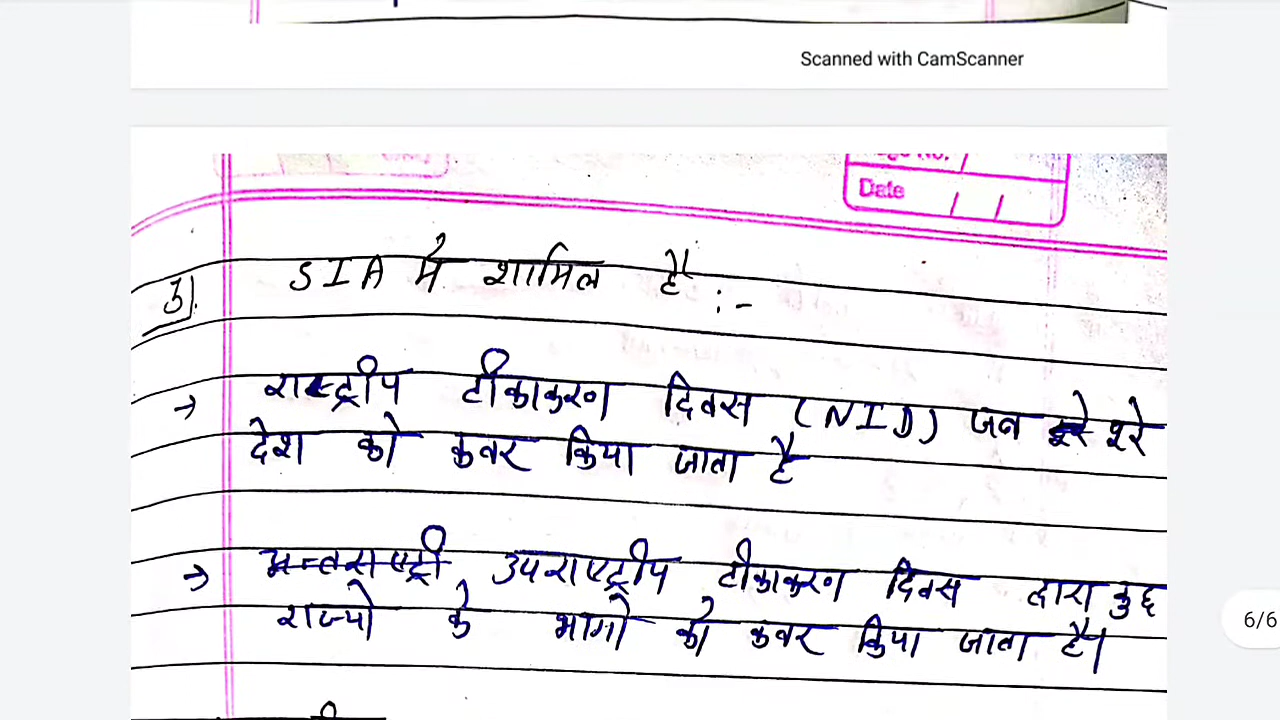 Scanned with CamScanner
Date / /
3). SIA में शामिल है :-
→ राष्ट्रीय टीकाकरण दिवस (NID) जब पूरे
देश को कवर किया जाता है
→ उपराष्ट्रीय टीकाकरण दिवस द्वारा कुछ
राज्यो के भागो को कवर किया जाता है।
6/6